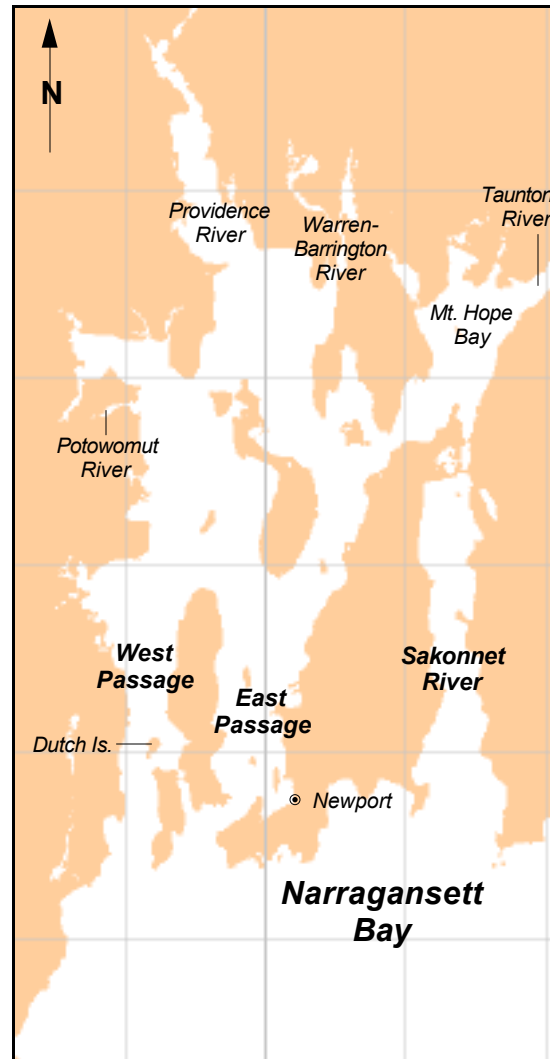 N
Providence
River
Warren-
Barrington
River
Taunton
River
Mt. Hope
Bay
Potowomut
River
West
Passage
East
Passage
Sakonnet
River
Dutch Is.
Newport
Narragansett
Bay